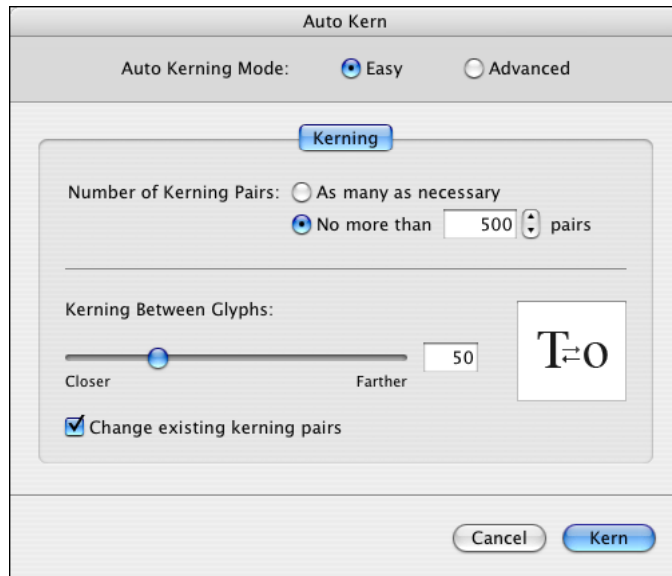 Auto Kern
Auto Kerning Mode: Easy Advanced
Kerning
Number of Kerning Pairs: As many as necessary
No more than 500 pairs
Kerning Between Glyphs:
T⇄o
50
Closer Farther
Change existing kerning pairs
Cancel Kern